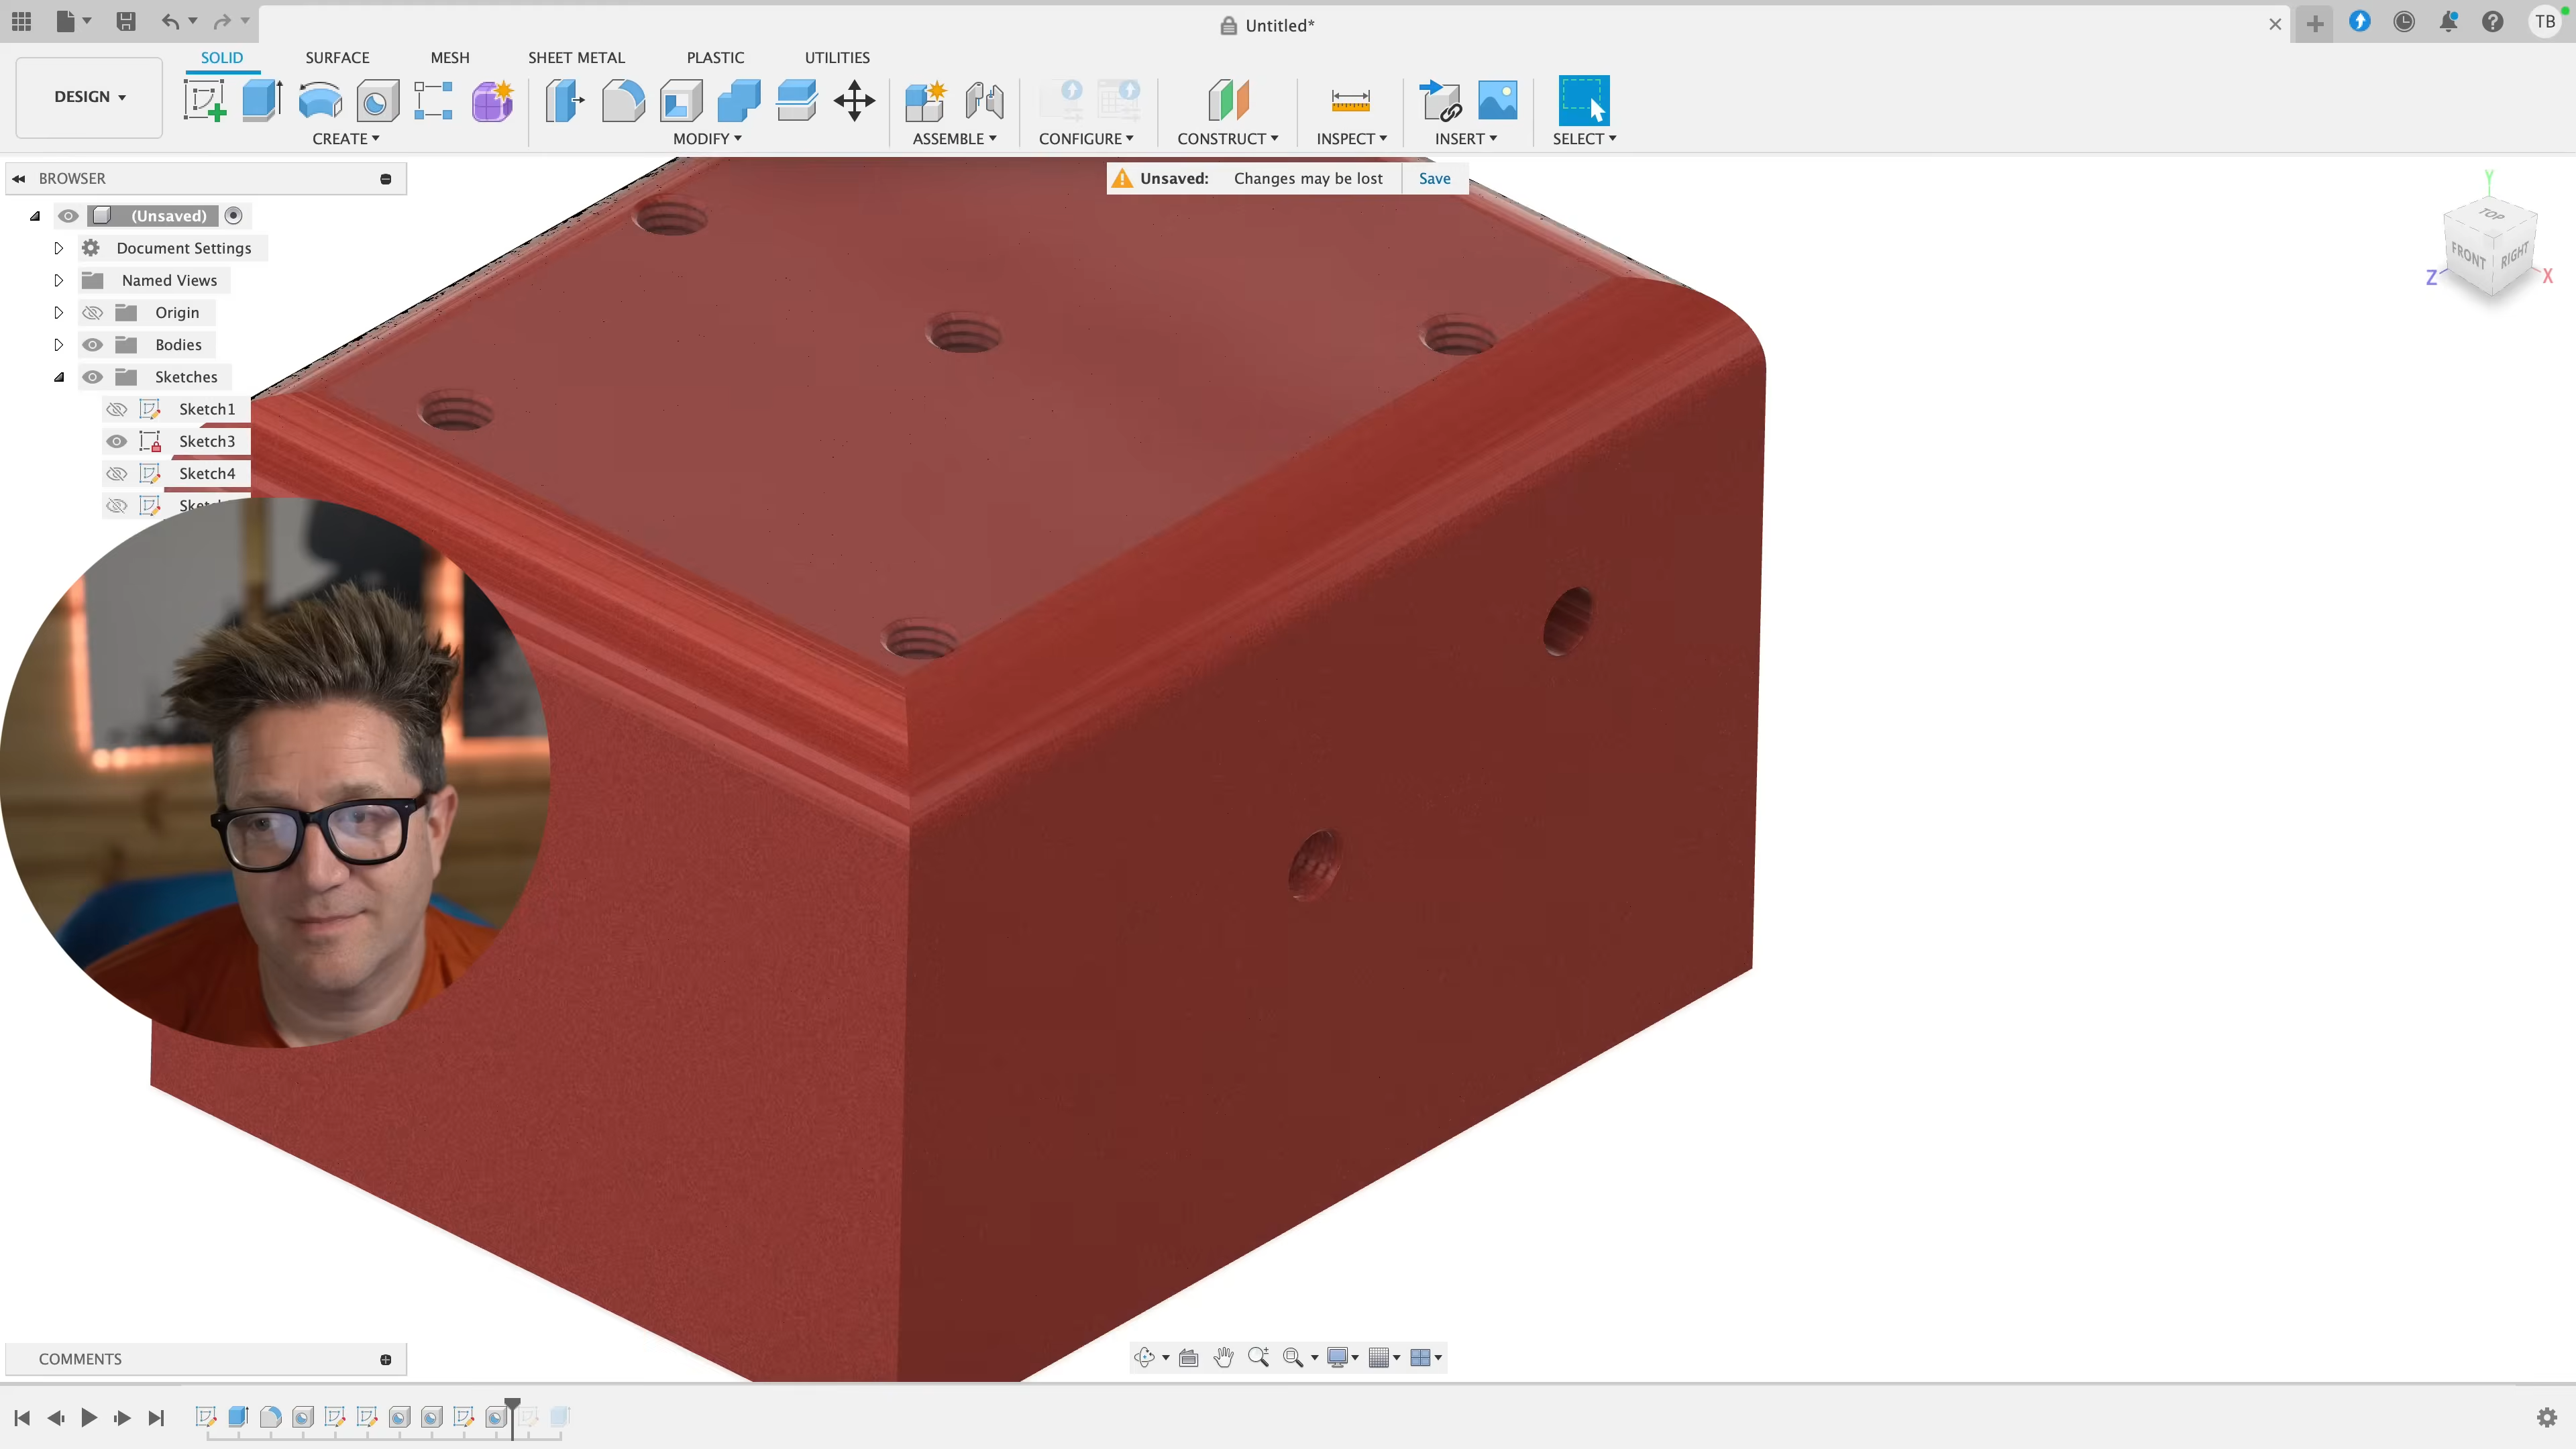 Untitled*
TB
SOLID
SURFACE
MESH
SHEET METAL
PLASTIC
UTILITIES
DESIGN
CREATE
MODIFY
ASSEMBLE
CONFIGURE
CONSTRUCT
INSPECT
INSERT
SELECT
BROWSER
Unsaved: Changes may be lost Save
(Unsaved)
Document Settings
Named Views
Origin
Bodies
Sketches
Sketch1
Sketch3
Sketch4
Y
TOP
FRONT
RIGHT
Z
X
COMMENTS